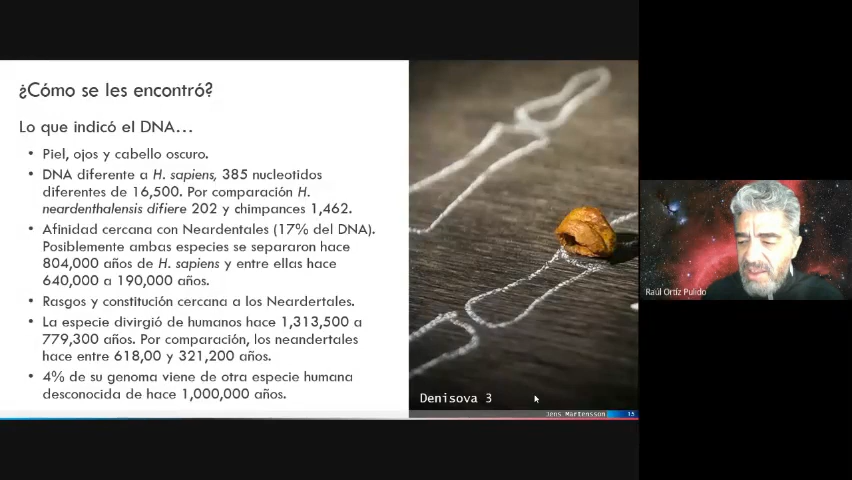 ¿Cómo se les encontró?
Lo que indicó el DNA…
• Piel, ojos y cabello oscuro.
• DNA diferente a H. sapiens, 385 nucleotidos
diferentes de 16,500. Por comparación H.
neardenthalensis difiere 202 y chimpances 1,462.
• Afinidad cercana con Neardentales (17% del DNA).
Posiblemente ambas especies se separaron hace
804,000 años de H. sapiens y entre ellas hace
640,000 a 190,000 años.
• Rasgos y constitución cercana a los Neardertales.
• La especie divirgió de humanos hace 1,313,500 a
779,300 años. Por comparación, los neandertales
hace entre 618,00 y 321,200 años.
• 4% de su genoma viene de otra especie humana
desconocida de hace 1,000,000 años.
Denisova 3
Jens Martensson
15
Raúl Ortíz Pulido